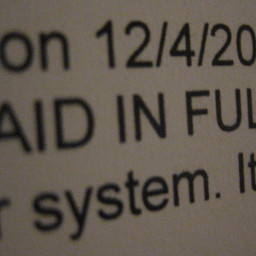 on 12/4/20
AID IN FUL
r system. It